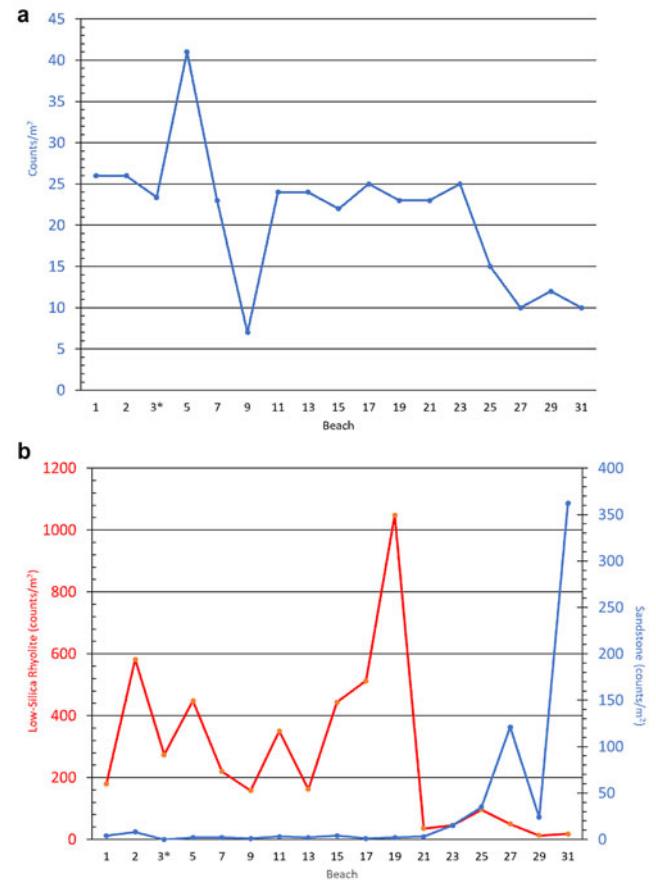 a
45
40
35
30
25
20
15
10
5
0
Counts/m²
1 2 3* 5 7 9 11 13 15 17 19 21 23 25 27 29 31
Beach
b
1200
1000
800
600
400
200
0
Low-Silica Rhyolite (counts/m²)
400
350
300
250
200
150
100
50
0
Sandstone (counts/m²)
1 2 3* 5 7 9 11 13 15 17 19 21 23 25 27 29 31
Beach